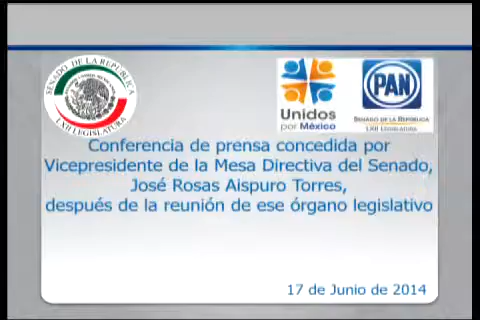 SENADO DE LA REPUBLICA
LXII LEGISLATURA
Unidos
por México
PAN
SENADO DE LA REPÚBLICA
LXII LEGISLATURA
Conferencia de prensa concedida por
Vicepresidente de la Mesa Directiva del Senado,
José Rosas Aispuro Torres,
después de la reunión de ese órgano legislativo
17 de Junio de 2014